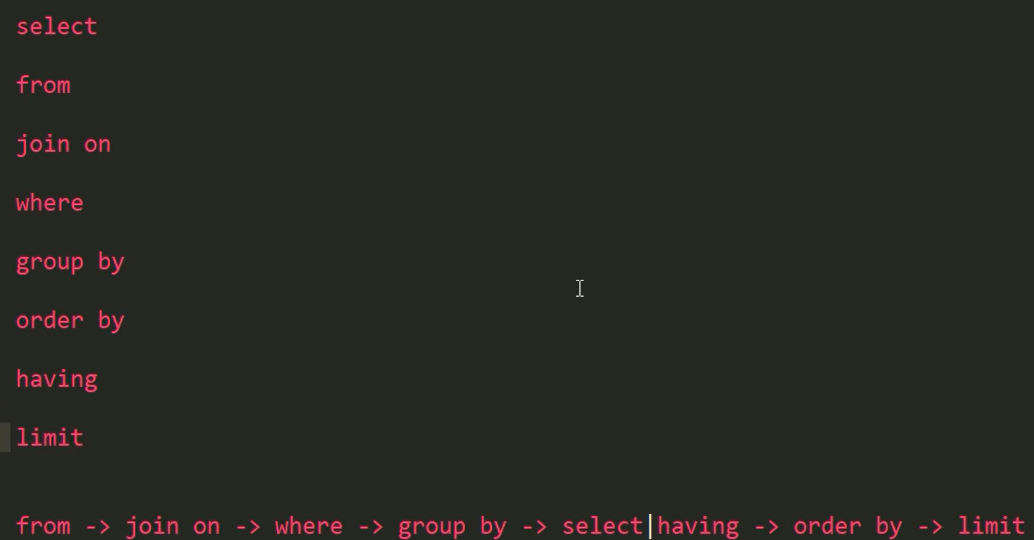 select
from
join on
where
group by
order by
having
limit
from -> join on -> where -> group by -> select|having -> order by -> limit